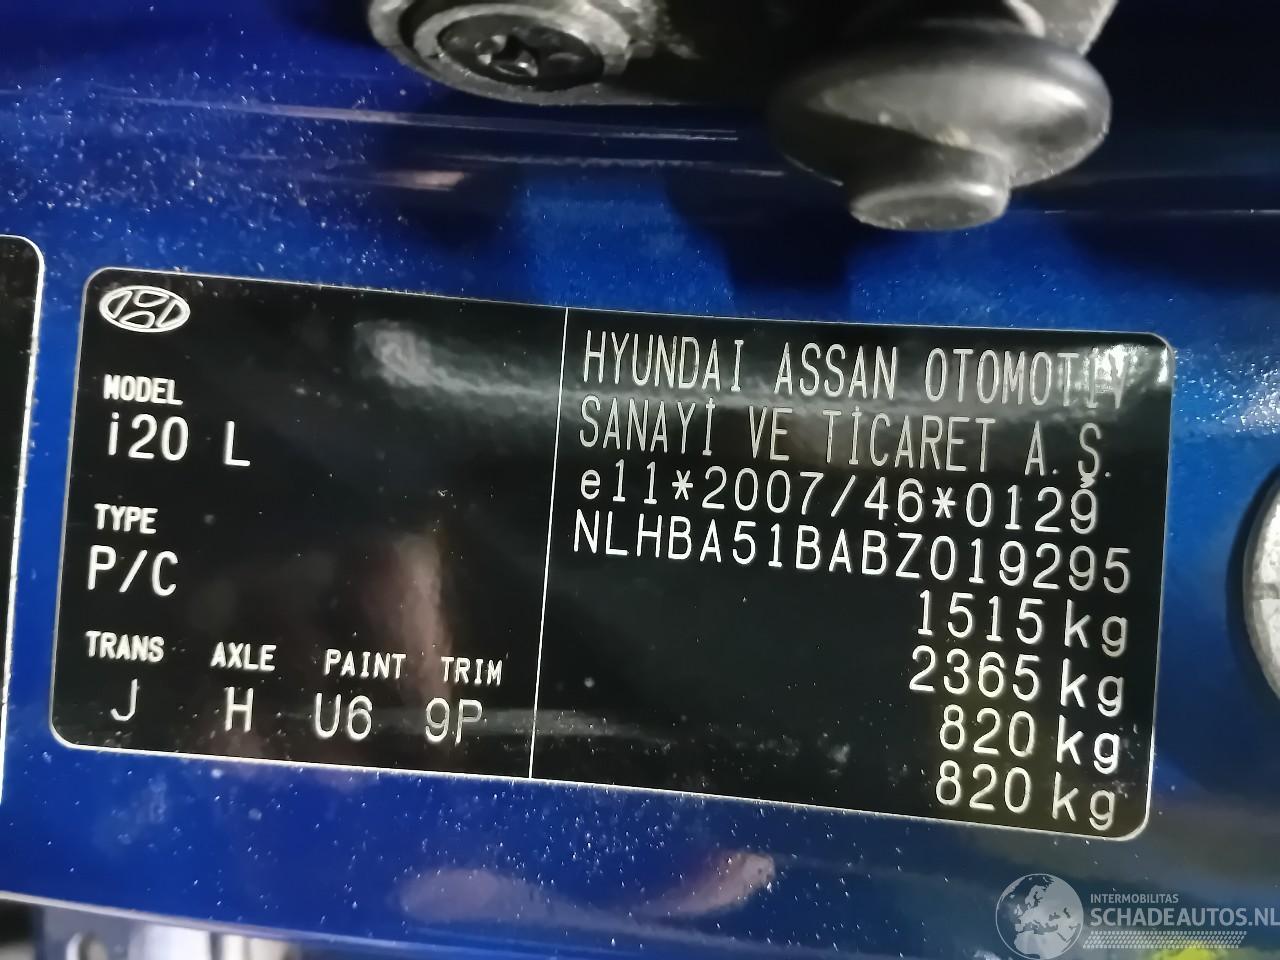 MODEL
i20 L
TYPE
P/C
TRANS AXLE PAINT TRIM
J H U6 9P
HYUNDAI ASSAN OTOMOTİV
SANAYİ VE TİCARET A.Ş.
e11*2007/46*0129
NLHBA51BABZ019295
1515 kg
2365 kg
820 kg
820 kg
INTERMOBILITAS
SCHADEAUTOS.NL